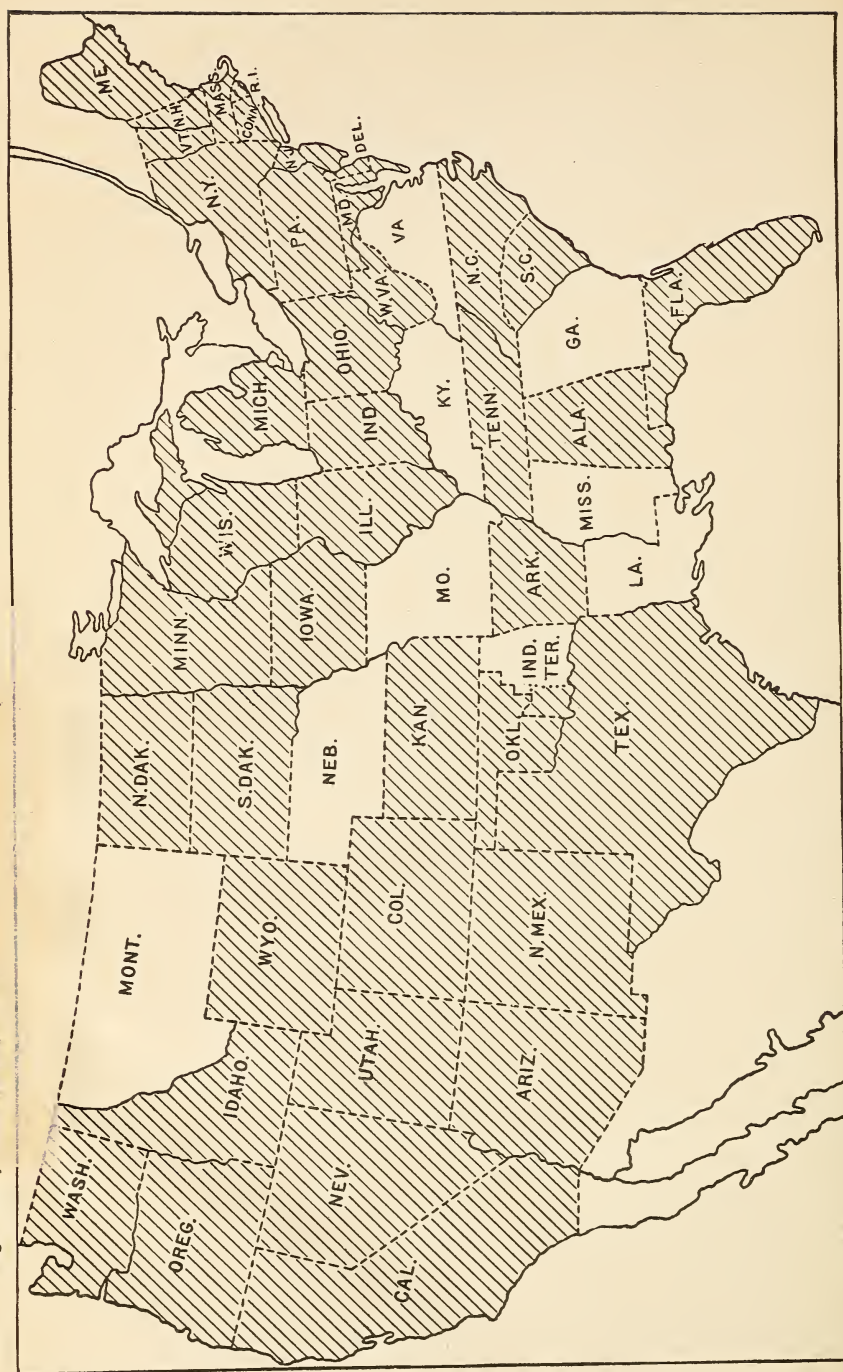 WASH.
OREG.
CAL.
NEV.
IDAHO.
MONT.
WYO.
UTAH.
ARIZ.
COL.
N.MEX.
N.DAK.
S.DAK.
NEB.
KAN.
OKL.
IND.
TER.
TEX.
MINN.
IOWA.
MO.
ARK.
LA.
WIS.
ILL.
MICH.
IND.
OHIO.
KY.
TENN.
MISS.
ALA.
GA.
FLA.
S.C.
N.C.
VA
W.VA.
MD.
DEL.
PA.
N.J.
N.Y.
CONN.
R.I.
MASS.
VT.
N.H.
ME.